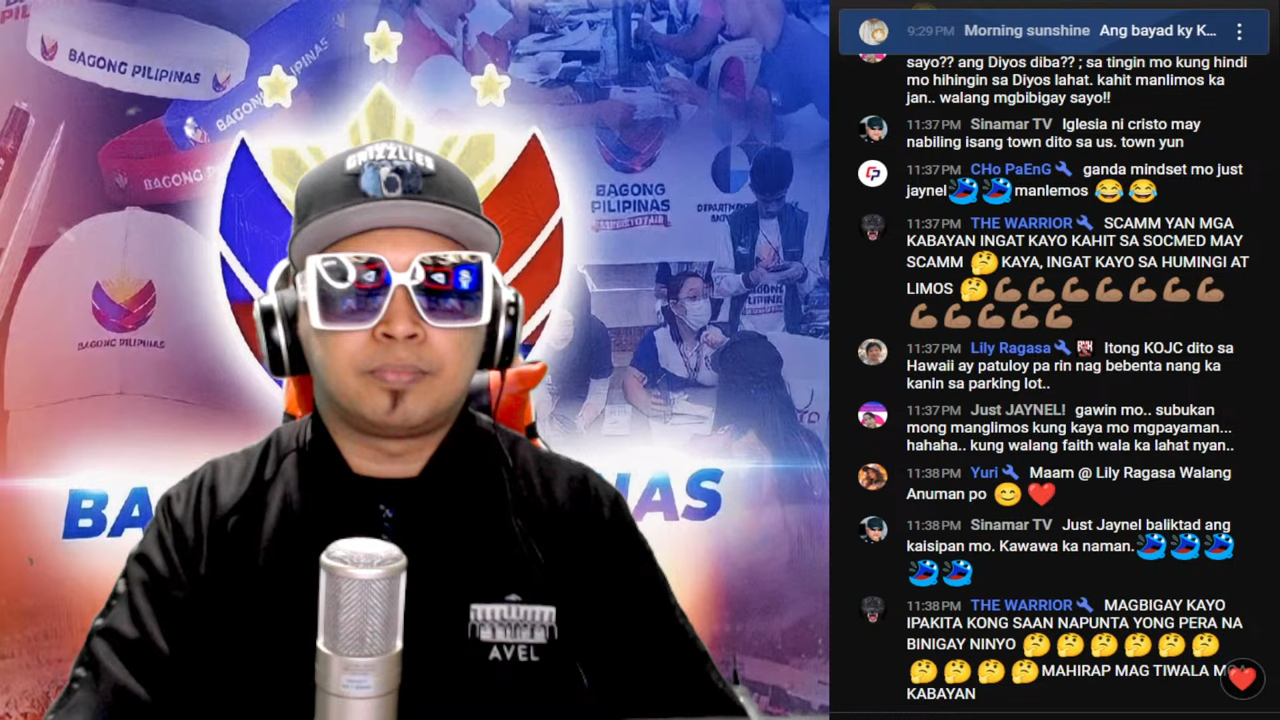 BAGONG PILIPINAS
BAGONG PILIPINAS
GRIZZLIES
BAGONG
PILIPINAS
BAGONG PILIPINAS
AVEL
9:29 PM Morning sunshine Ang bayad ky K...
sayo?? ang Diyos diba?? ; sa tingin mo kung hindi
mo hihingin sa Diyos lahat. kahit manlimos ka
jan.. walang mgbibigay sayo!!
11:37 PM Sinamar TV Iglesia ni cristo may
nabiling isang town dito sa us. town yun
11:37 PM CHo PaEnG🔧 ganda mindset mo just
jaynel manlemos 😂 😂
11:37 PM THE WARRIOR🔧 SCAMM YAN MGA
KABAYAN INGAT KAYO KAHIT SA SOCMED MAY
SCAMM 🤔 KAYA, INGAT KAYO SA HUMINGI AT
LIMOS 🤔💪🏾💪🏾💪🏾💪🏾💪🏾💪🏾💪🏾
💪🏾💪🏾💪🏾💪🏾💪🏾
11:37 PM Lily Ragasa🔧 Itong KOJC dito sa
Hawaii ay patuloy pa rin nag bebenta nang ka
kanin sa parking lot..
11:37 PM Just JAYNEL! gawin mo.. subukan
mong manglimos kung kaya mo mgpayaman...
hahaha.. kung walang faith wala ka lahat nyan..
11:38 PM Yuri🔧 Maam @ Lily Ragasa Walang
Anuman po 😊 ❤️
11:38 PM Sinamar TV Just Jaynel baliktad ang
kaisipan mo. Kawawa ka naman.
11:38 PM THE WARRIOR🔧 MAGBIGAY KAYO
IPAKITA KONG SAAN NAPUNTA YONG PERA NA
BINIGAY NINYO 🤔 🤔 🤔 🤔 🤔 🤔
🤔 🤔 🤔 🤔MAHIRAP MAG TIWALA
KABAYAN